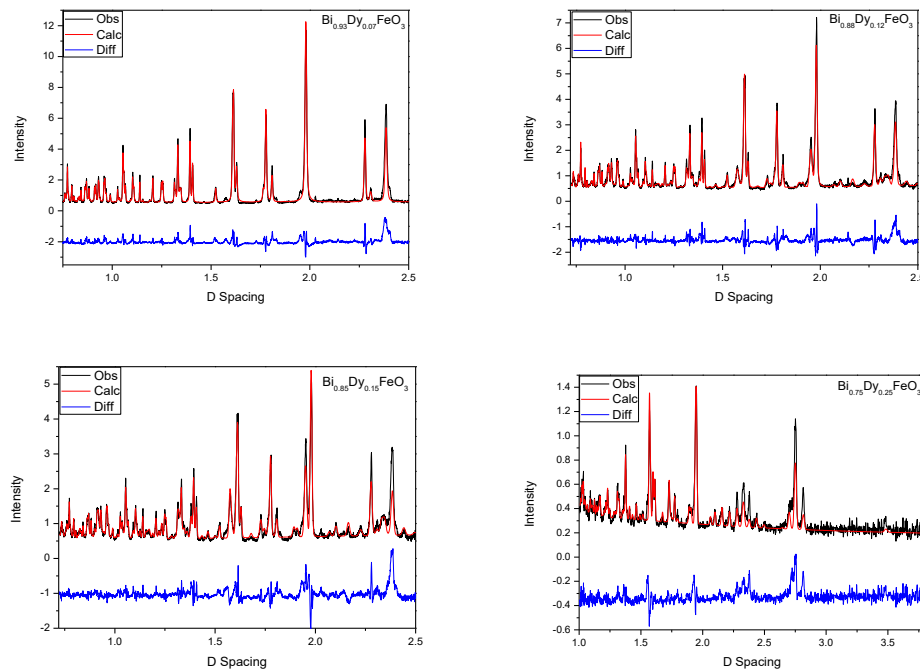 Obs
Calc
Diff
Bi0.93Dy0.07FeO3
12
10
8
6
4
2
0
-2
Intensity
1.0
1.5
2.0
2.5
D Spacing
Obs
Calc
Diff
Bi0.88Dy0.12FeO3
7
6
5
4
3
2
1
0
-1
-2
Intensity
1.0
1.5
2.0
2.5
D Spacing
Obs
Calc
Diff
Bi0.85Dy0.15FeO3
5
4
3
2
1
0
-1
-2
Intensity
1.0
1.5
2.0
2.5
D Spacing
Obs
Calc
Diff
Bi0.75Dy0.25FeO3
1.4
1.2
1.0
0.8
0.6
0.4
0.2
0.0
-0.2
-0.4
-0.6
Intensity
1.0
1.5
2.0
2.5
3.0
3.5
D Spacing